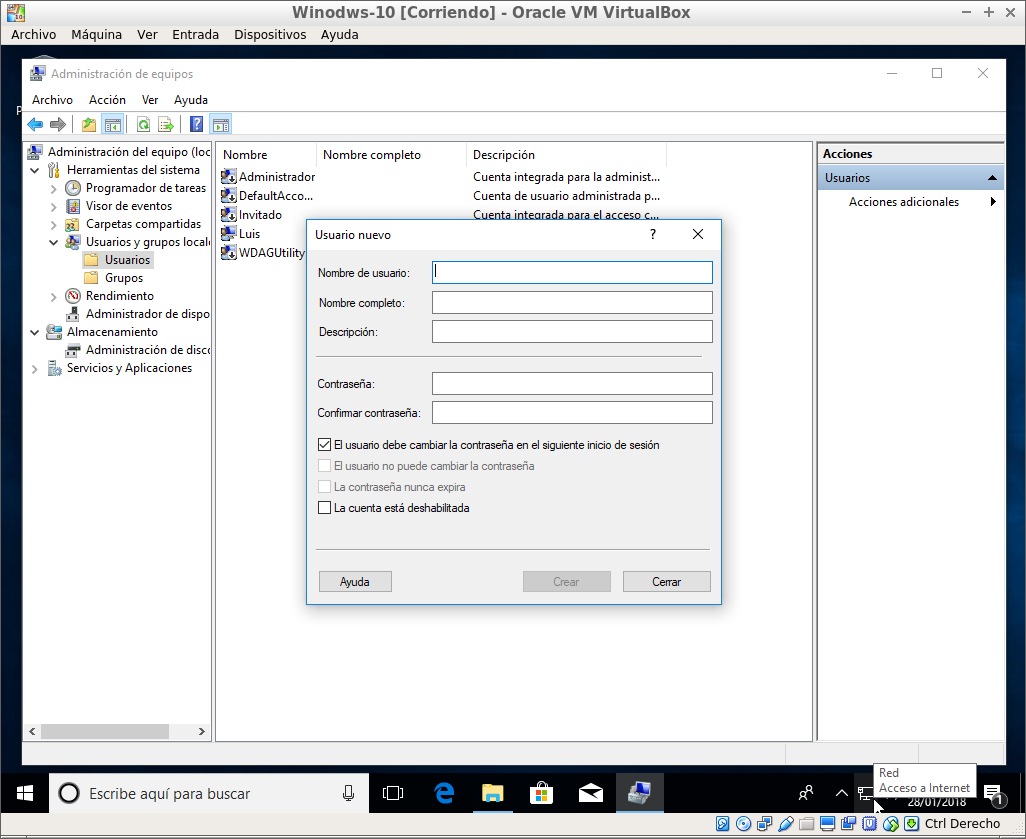 Winodws-10 [Corriendo] - Oracle VM VirtualBox
Archivo Máquina Ver Entrada Dispositivos Ayuda
Administración de equipos
Archivo Acción Ver Ayuda
Administración del equipo (loc
Herramientas del sistema
Programador de tareas
Visor de eventos
Carpetas compartidas
Usuarios y grupos locale
Usuarios
Grupos
Rendimiento
Administrador de dispo
Almacenamiento
Administración de disco
Servicios y Aplicaciones
Nombre Nombre completo Descripción
Administrador Cuenta integrada para la administ...
DefaultAcco... Cuenta de usuario administrada p...
Invitado Cuenta integrada para el acceso c...
Luis
WDAGUtility
Acciones
Usuarios
Acciones adicionales
Usuario nuevo ?
Nombre de usuario:
Nombre completo:
Descripción:
Contraseña:
Confirmar contraseña:
El usuario debe cambiar la contraseña en el siguiente inicio de sesión
El usuario no puede cambiar la contraseña
La contraseña nunca expira
La cuenta está deshabilitada
Ayuda Crear Cerrar
Escribe aquí para buscar
Red
Acceso a Internet
28/01/2018
1
Ctrl Derecho